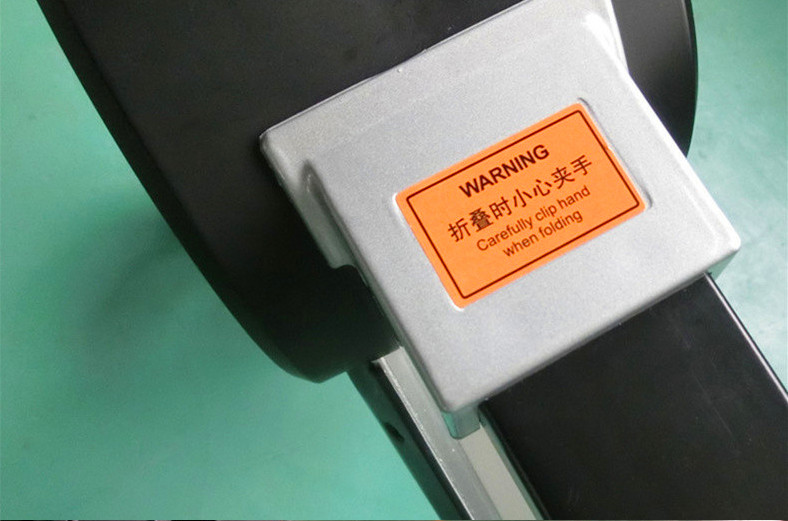 WARNING
折叠时小心夹手
Carefully clip hand
when folding